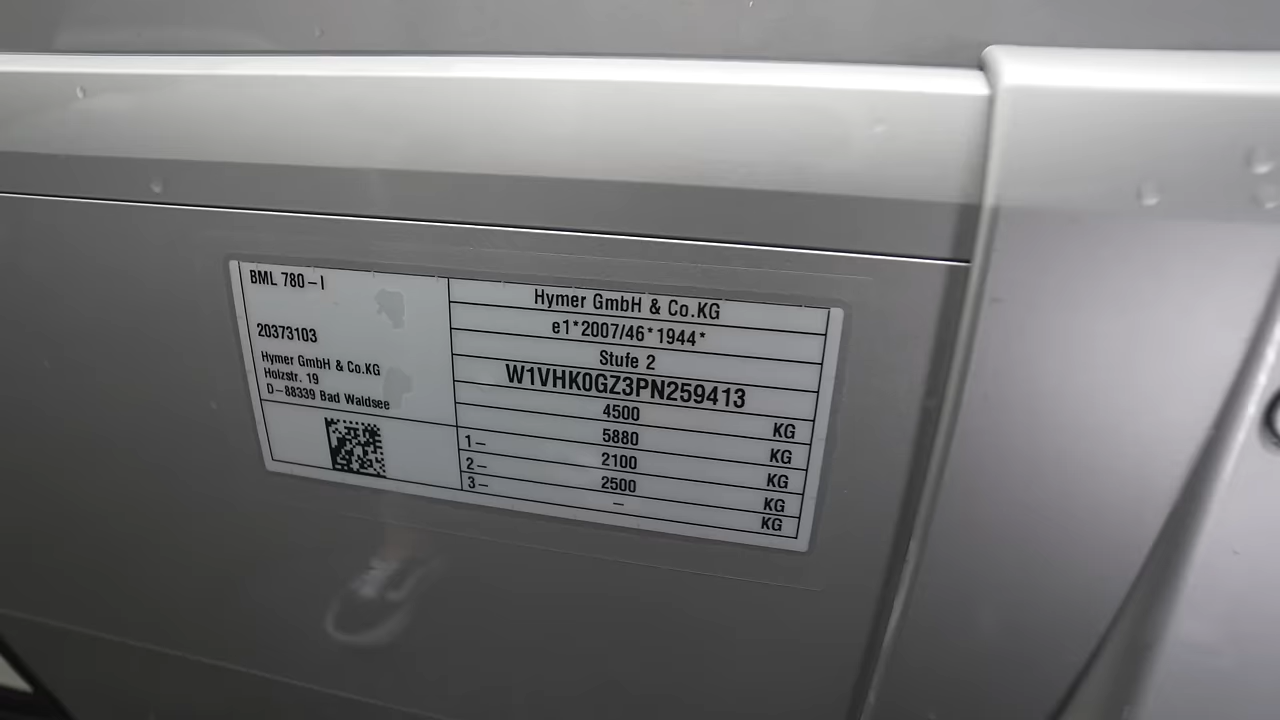 BML 780-I
20373103
Hymer GmbH & Co.KG
Holzstr. 19
D-88339 Bad Waldsee
Hymer GmbH & Co.KG
e1*2007/46*1944*
Stufe 2
W1VHK0GZ3PN259413
4500 KG
5880 KG
1- 2100 KG
2- 2500 KG
3- - KG